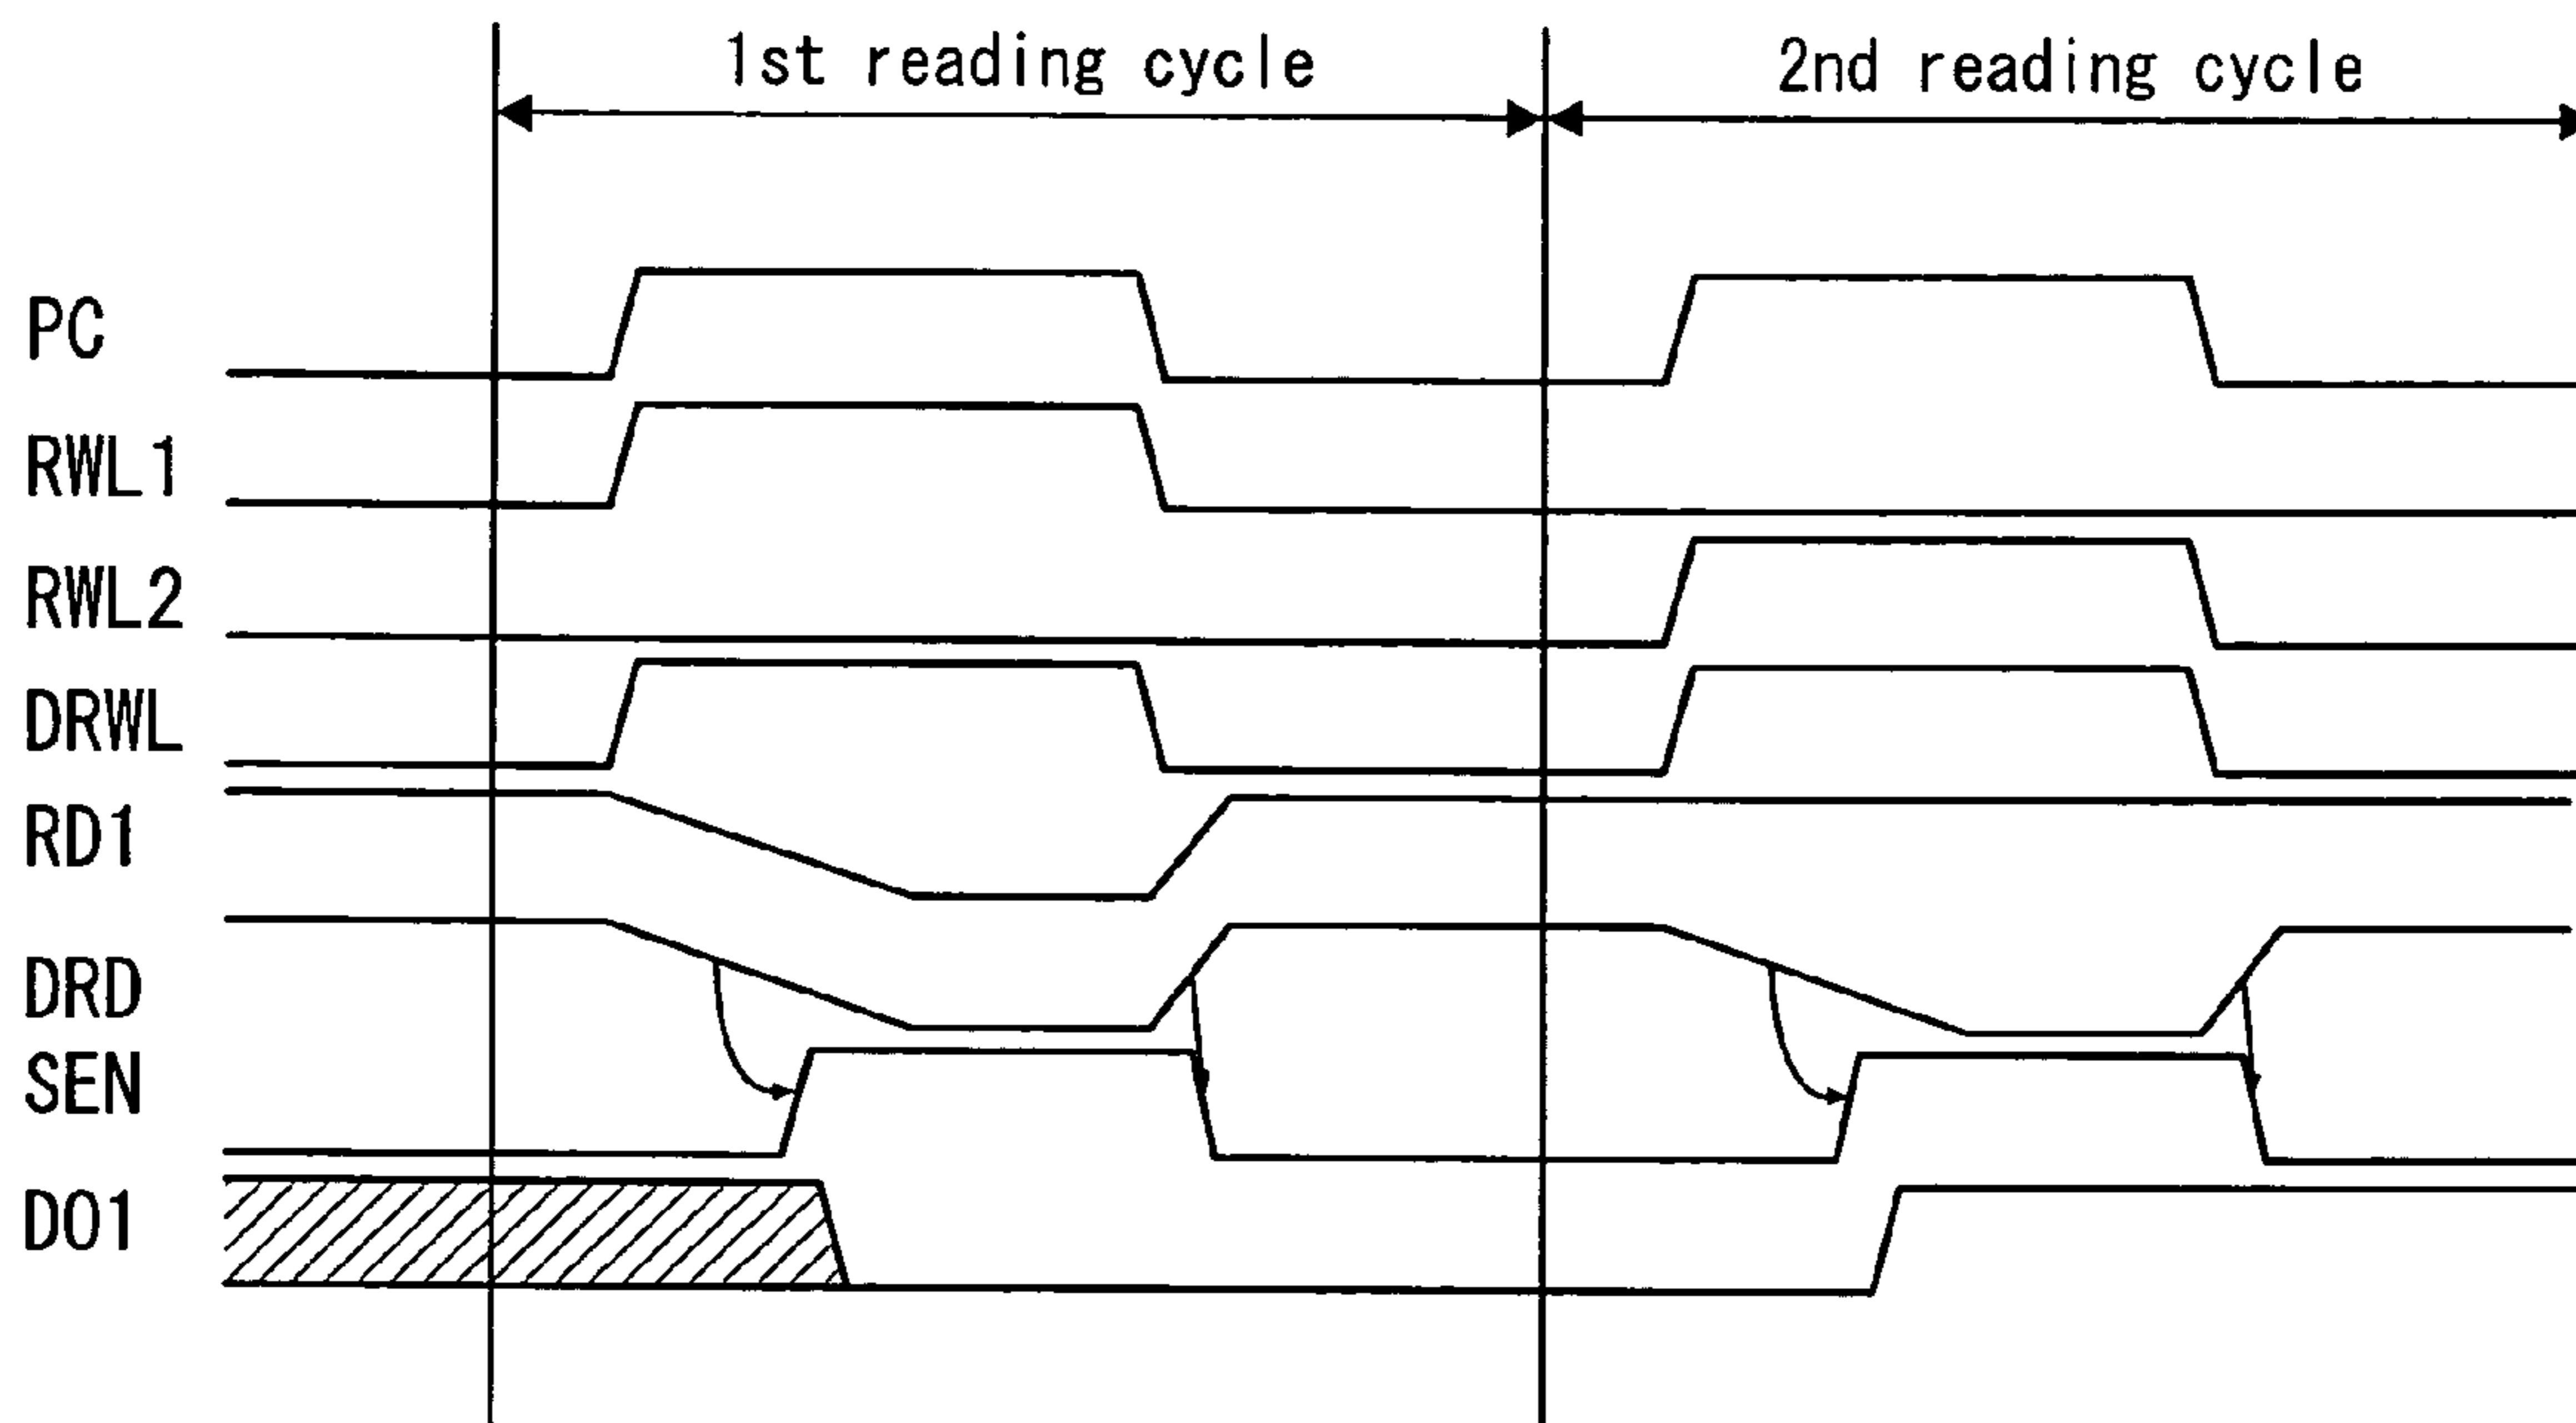 1st reading cycle
2nd reading cycle
PC
RWL1
RWL2
DRWL
RD1
DRD
SEN
DO1